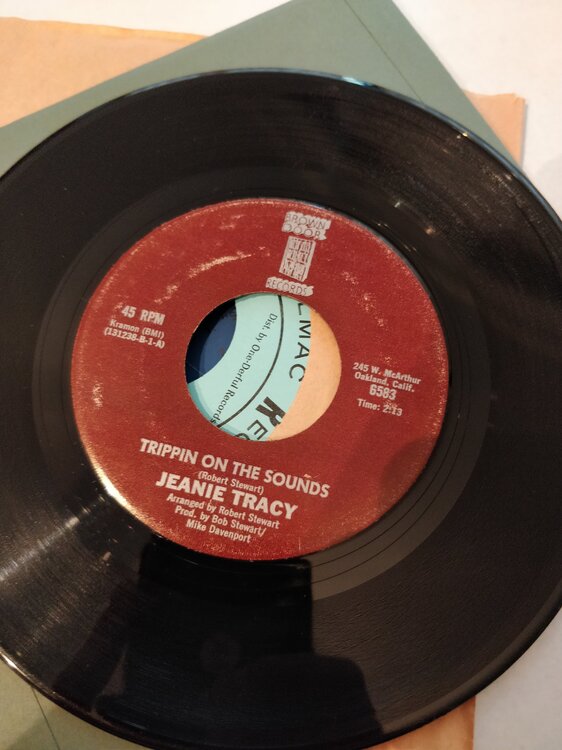 BROWN
DOOR
RECORDS
45 RPM
Kramon (BMI)
(131238-B-1-A)
245 W. McArthur
Oakland, Calif.
6583
Time: 2:13
TRIPPIN ON THE SOUNDS
(Robert Stewart)
JEANIE TRACY
Arranged by Robert Stewart
Prod. by Bob Stewart/
Mike Davenport
MAC
Dist. by One-Derful Records